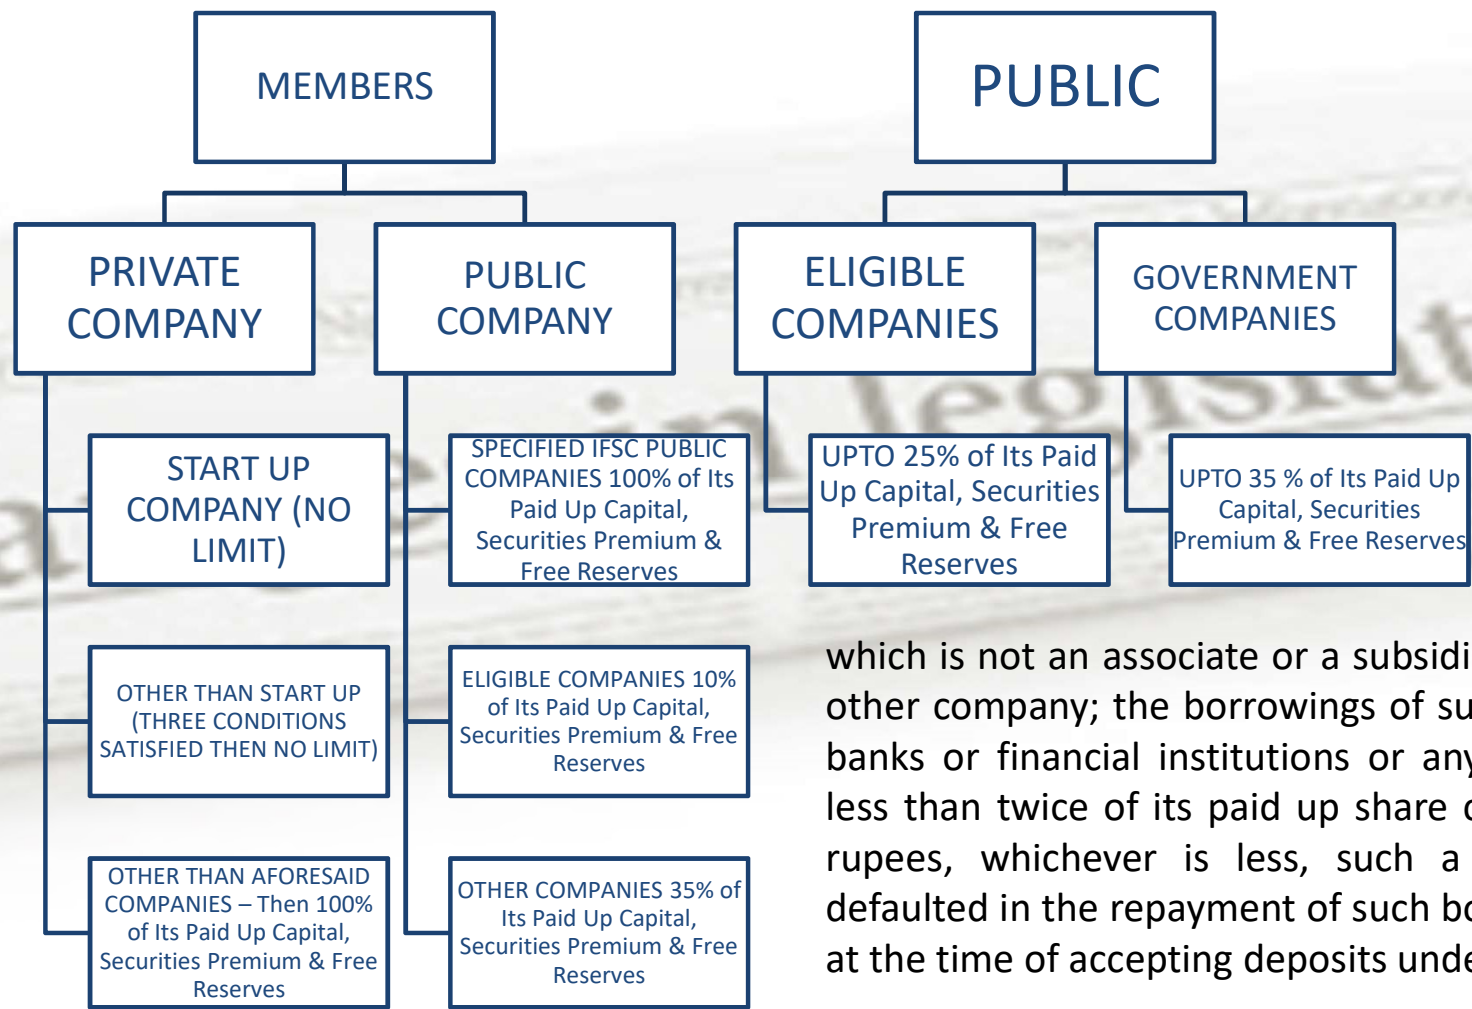 MEMBERS
PUBLIC
PRIVATE
COMPANY
PUBLIC
COMPANY
ELIGIBLE
COMPANIES
GOVERNMENT
COMPANIES
START UP
COMPANY (NO
LIMIT)
SPECIFIED IFSC PUBLIC
COMPANIES 100% of Its
Paid Up Capital,
Securities Premium &
Free Reserves
UPTO 25% of Its Paid
Up Capital, Securities
Premium & Free
Reserves
UPTO 35 % of Its Paid Up
Capital, Securities
Premium & Free Reserves
OTHER THAN START UP
(THREE CONDITIONS
SATISFIED THEN NO LIMIT)
ELIGIBLE COMPANIES 10%
of Its Paid Up Capital,
Securities Premium & Free
Reserves
OTHER THAN AFORESAID
COMPANIES – Then 100%
of Its Paid Up Capital,
Securities Premium & Free
Reserves
OTHER COMPANIES 35% of
Its Paid Up Capital,
Securities Premium & Free
Reserves
which is not an associate or a
other company; the borrowings of
banks or financial institutions or
less than twice of its paid up share
rupees, whichever is less, such a
defaulted in the repayment of such
at the time of accepting deposits
in